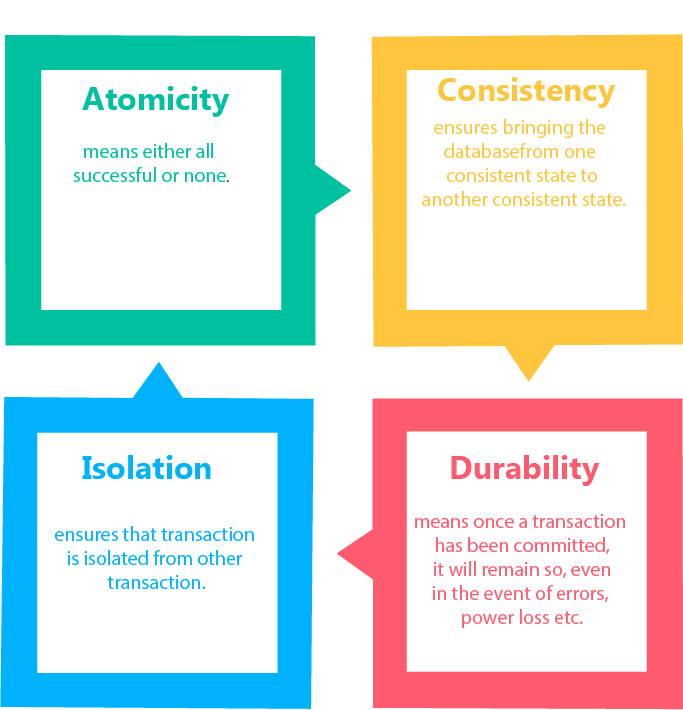 Atomicity
means either all
successful or none.
Consistency
ensures bringing the
databasefrom one
consistent state to
another consistent state.
Isolation
ensures that transaction
is isolated from other
transaction.
Durability
means once a transaction
has been committed,
it will remain so, even
in the event of errors,
power loss etc.